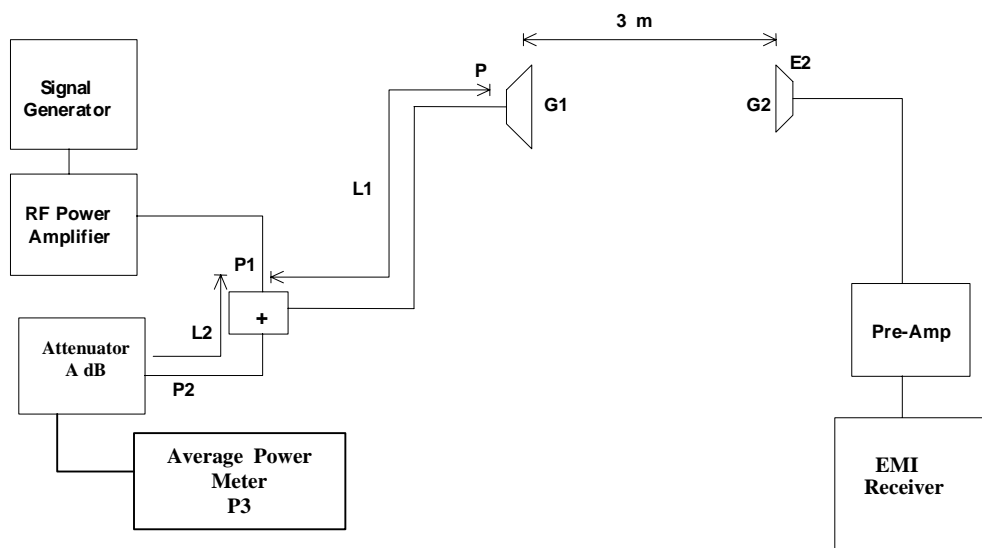 3 m
P
E2
G1
G2
Signal
Generator
L1
RF Power
Amplifier
P1
+
L2
Attenuator
A dB
P2
Pre-Amp
Average Power
Meter
P3
EMI
Receiver